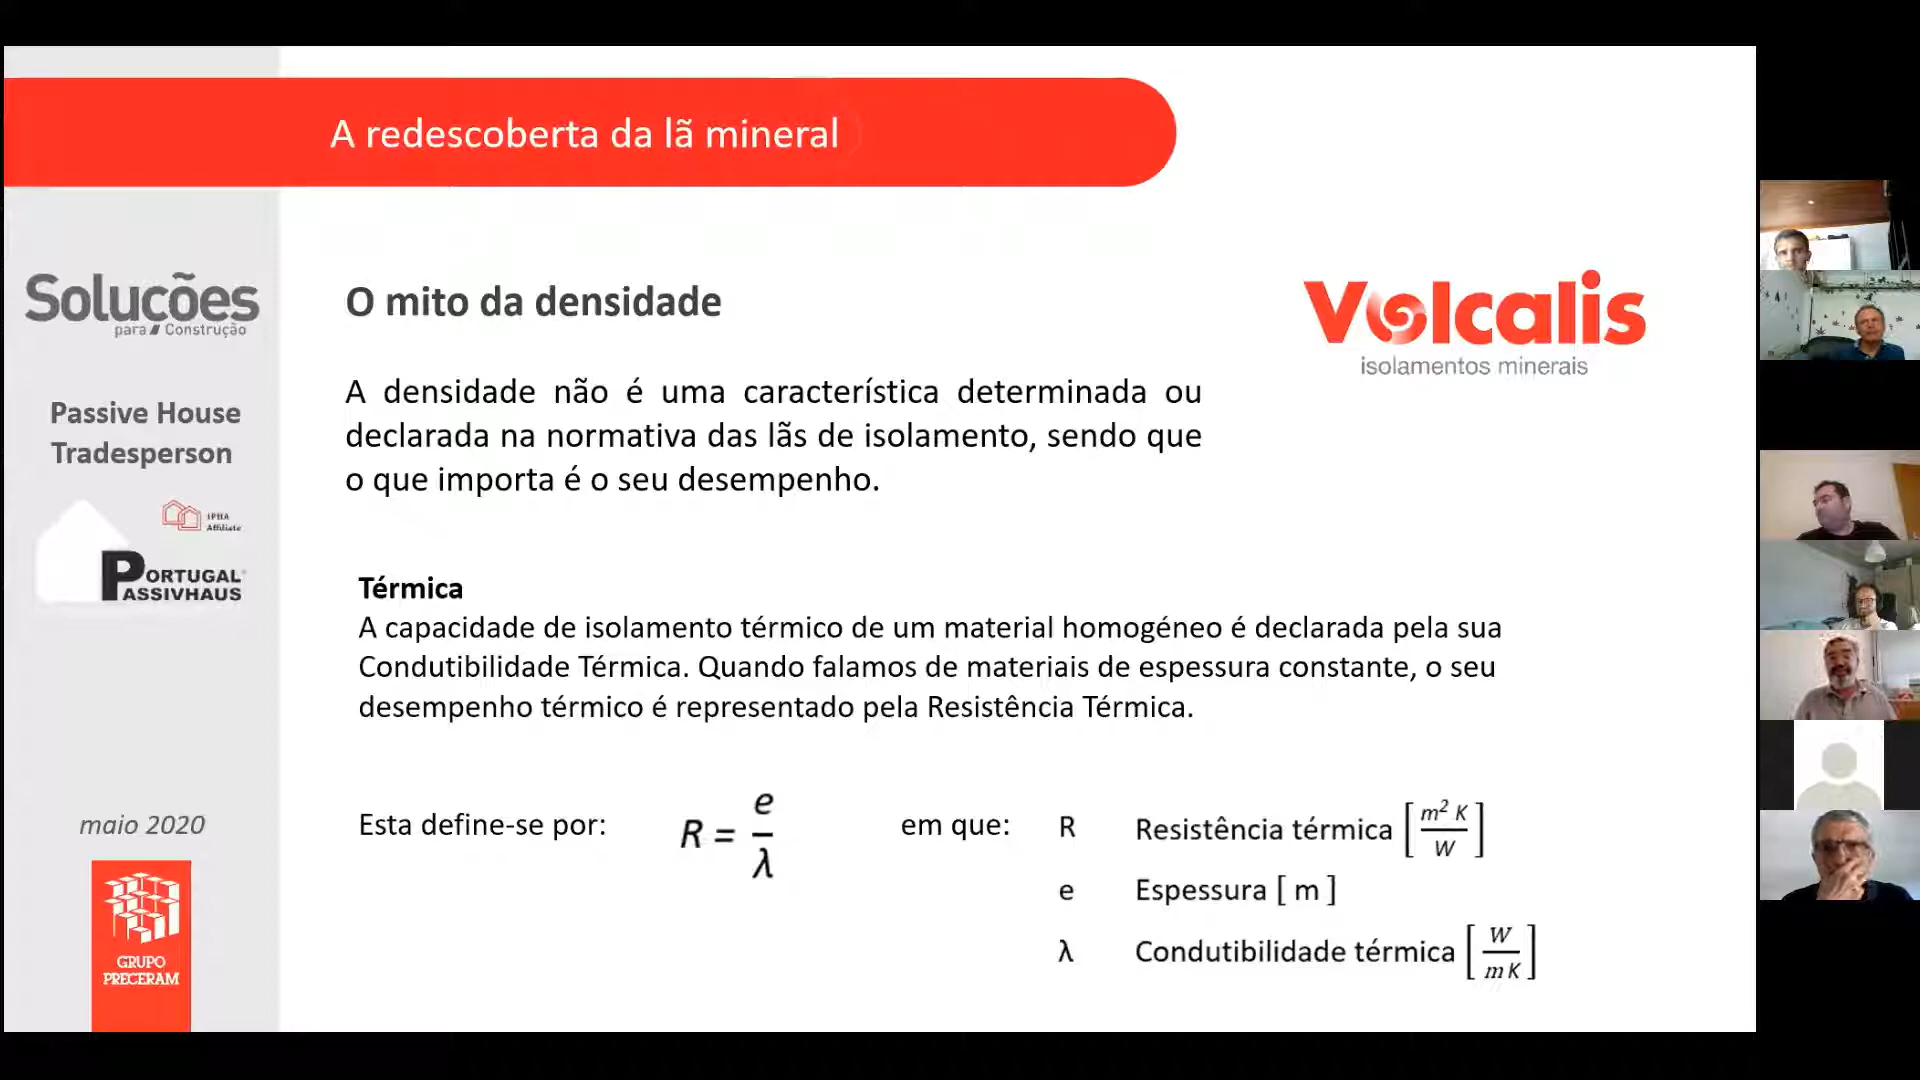 A redescoberta da lã mineral
Soluções
para Construção
Passive House
Tradesperson
iPHA
Affiliate
PORTUGAL
PASSIVHAUS
maio 2020
GRUPO
PRECERAM
O mito da densidade
Volcalis
isolamentos minerais
A densidade não é uma característica determinada ou
declarada na normativa das lãs de isolamento, sendo que
o que importa é o seu desempenho.
Térmica
A capacidade de isolamento térmico de um material homogéneo é declarada pela sua
Condutibilidade Térmica. Quando falamos de materiais de espessura constante, o seu
desempenho térmico é representado pela Resistência Térmica.
Esta define-se por: R = e/λ em que: R Resistência térmica [m² K / W]
e Espessura [ m ]
λ Condutibilidade térmica [W / m K]